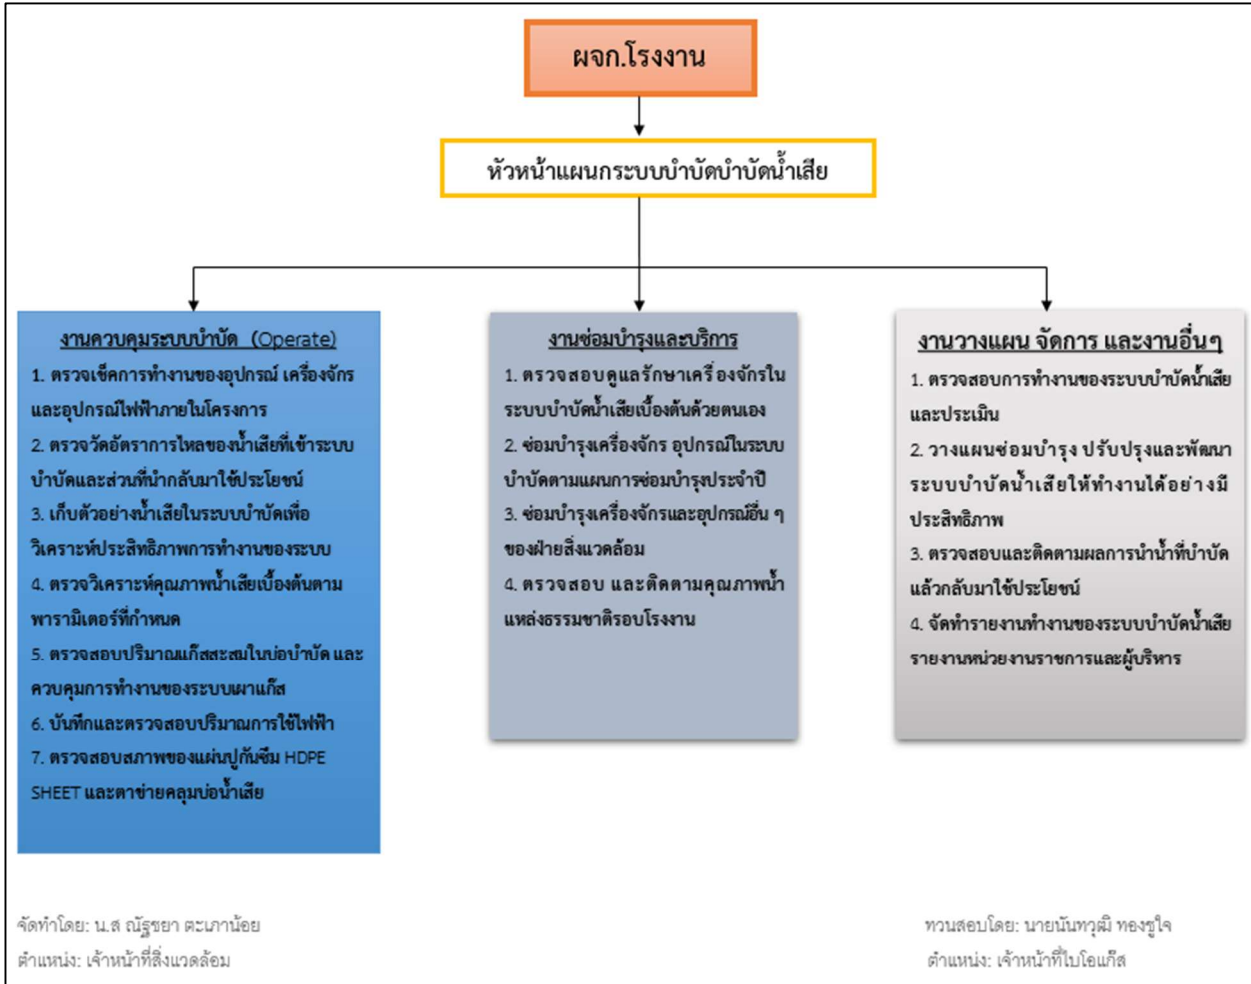 ผจก.โรงงาน
หัวหน้าแผนกระบบบำบัดบำบัดน้ำเสีย
งานควบคุมระบบบำบัด (Operate)
1. ตรวจเช็คการทำงานของอุปกรณ์ เครื่องจักร
และอุปกรณ์ไฟฟ้าภายในโครงการ
2. ตรวจวัดอัตราการไหลของน้ำเสียที่เข้าระบบ
บำบัดและส่วนที่นำกลับมาใช้ประโยชน์
3. เก็บตัวอย่างน้ำเสียในระบบบำบัดเพื่อ
วิเคราะห์ประสิทธิภาพการทำงานของระบบ
4. ตรวจวิเคราะห์คุณภาพน้ำเสียเบื้องต้นตาม
พารามิเตอร์ที่กำหนด
5. ตรวจสอบปริมาณแก๊สสะสมในบ่อบำบัด และ
ควบคุมการทำงานของระบบเผาแก๊ส
6. บันทึกและตรวจสอบปริมาณการใช้ไฟฟ้า
7. ตรวจสอบสภาพของแผ่นปูกันซึม HDPE
SHEET และตาข่ายคลุมบ่อน้ำเสีย
งานซ่อมบำรุงและบริการ
1. ตรวจสอบดูแลรักษาเครื่องจักรใน
ระบบบำบัดน้ำเสียเบื้องต้นด้วยตนเอง
2. ซ่อมบำรุงเครื่องจักร อุปกรณ์ในระบบ
บำบัดตามแผนการซ่อมบำรุงประจำปี
3. ซ่อมบำรุงเครื่องจักรและอุปกรณ์อื่น ๆ
ของฝ่ายสิ่งแวดล้อม
4. ตรวจสอบ และติดตามคุณภาพน้ำ
แหล่งธรรมชาติรอบโรงงาน
งานวางแผน จัดการ และงานอื่นๆ
1. ตรวจสอบการทำงานของระบบบำบัดน้ำเสีย
และประเมิน
2. วางแผนซ่อมบำรุง ปรับปรุงและพัฒนา
ระบบบำบัดน้ำเสียให้ทำงานได้อย่างมี
ประสิทธิภาพ
3. ตรวจสอบและติดตามผลการนำน้ำที่บำบัด
แล้วกลับมาใช้ประโยชน์
4. จัดทำรายงานทำงานของระบบบำบัดน้ำเสีย
รายงานหน่วยงานราชการและผู้บริหาร
จัดทำโดย: น.ส ณัฐชยา ตะเภาน้อย
ตำแหน่ง: เจ้าหน้าที่สิ่งแวดล้อม
ทวนสอบโดย: นายนันทวุฒิ ทองชูใจ
ตำแหน่ง: เจ้าหน้าที่ไบโอแก๊ส